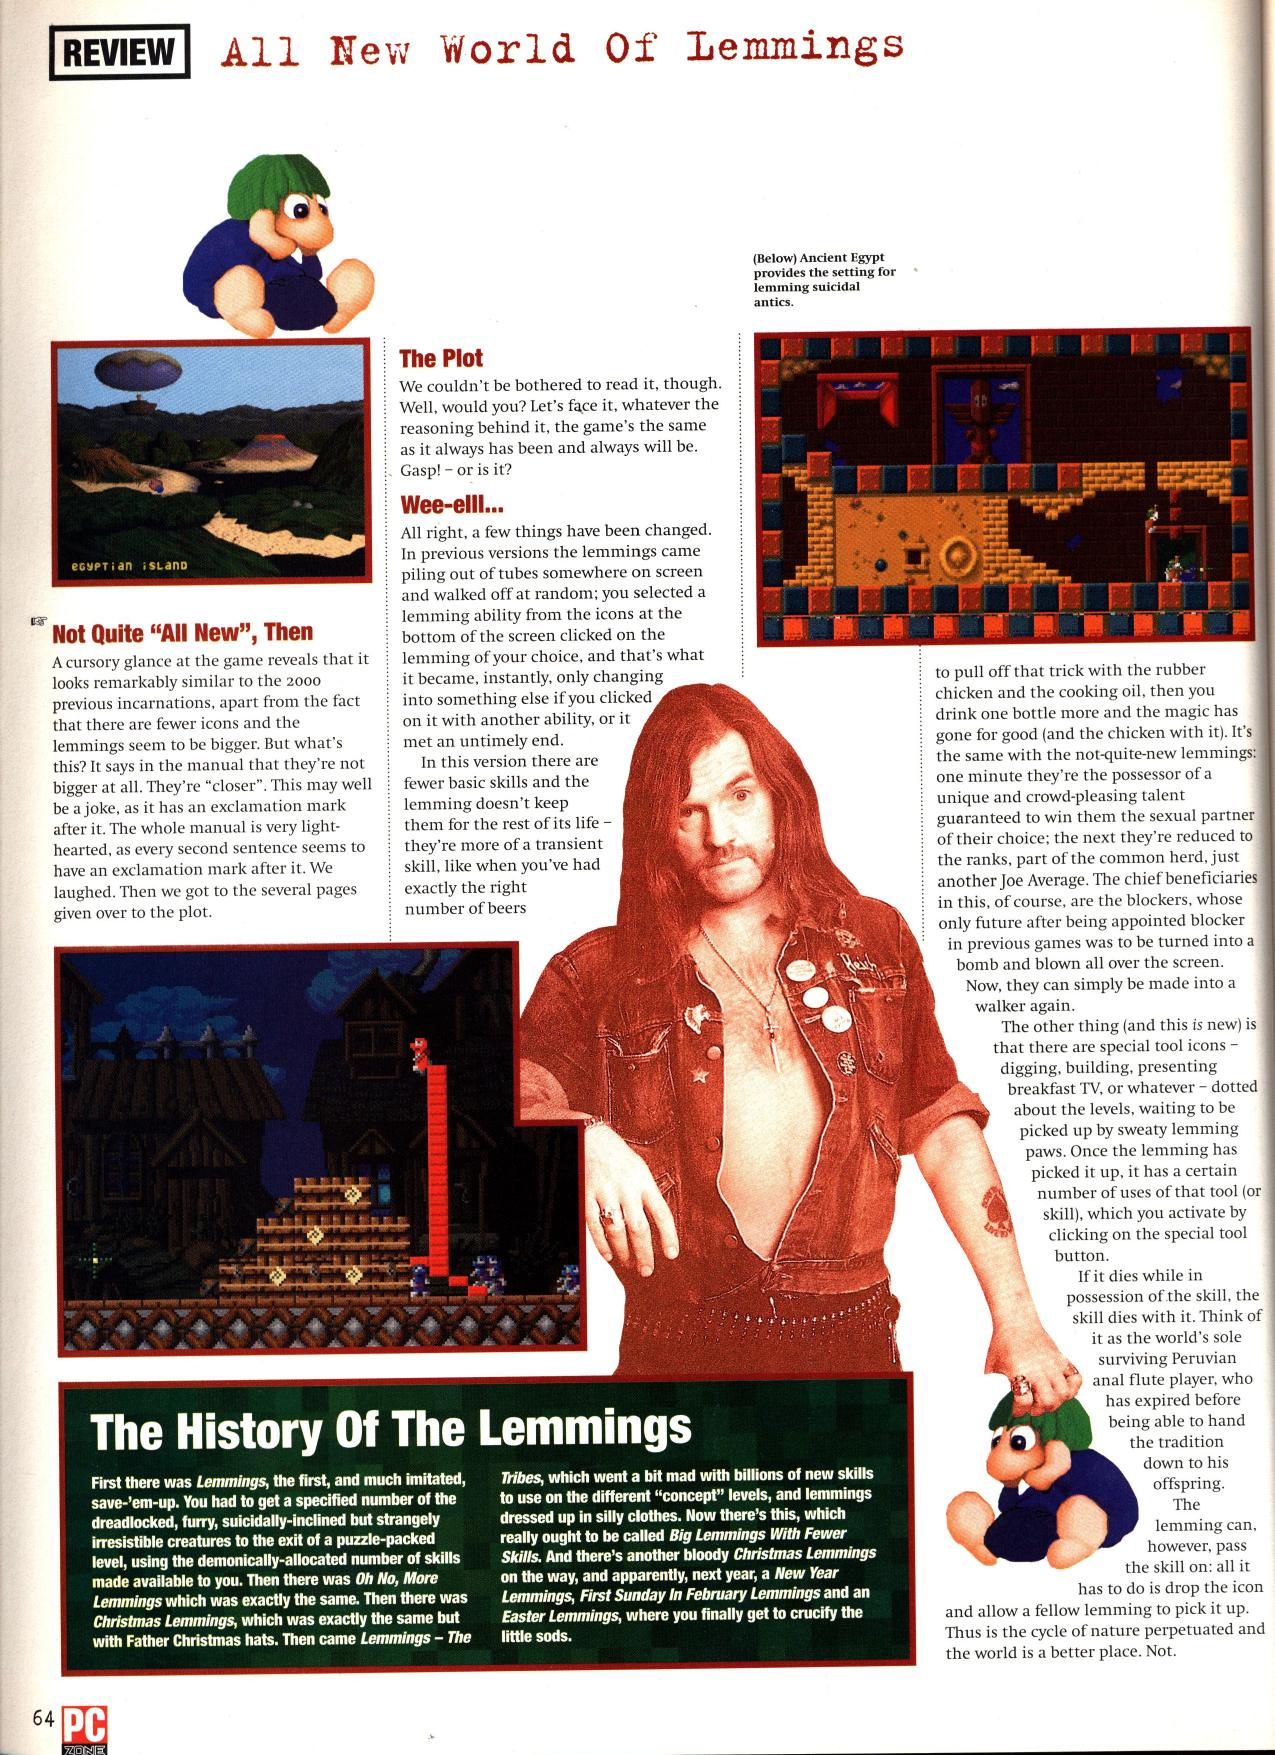 REVIEW
All New World Of Lemmings
(Below) Ancient Egypt
provides the setting for
lemming suicidal
antics.
EGYPTian iSLanD
☞
Not Quite “All New”, Then
A cursory glance at the game reveals that it
looks remarkably similar to the 2000
previous incarnations, apart from the fact
that there are fewer icons and the
lemmings seem to be bigger. But what's
this? It says in the manual that they're not
bigger at all. They're “closer”. This may well
be a joke, as it has an exclamation mark
after it. The whole manual is very light-
hearted, as every second sentence seems to
have an exclamation mark after it. We
laughed. Then we got to the several pages
given over to the plot.
The Plot
We couldn't be bothered to read it, though.
Well, would you? Let's face it, whatever the
reasoning behind it, the game's the same
as it always has been and always will be.
Gasp! – or is it?
Wee-elll...
All right, a few things have been changed.
In previous versions the lemmings came
piling out of tubes somewhere on screen
and walked off at random; you selected a
lemming ability from the icons at the
bottom of the screen clicked on the
lemming of your choice, and that's what
it became, instantly, only changing
into something else if you clicked
on it with another ability, or it
met an untimely end.
In this version there are
fewer basic skills and the
lemming doesn't keep
them for the rest of its life –
they're more of a transient
skill, like when you've had
exactly the right
number of beers
to pull off that trick with the rubber
chicken and the cooking oil, then you
drink one bottle more and the magic has
gone for good (and the chicken with it). It's
the same with the not-quite-new lemmings:
one minute they're the possessor of a
unique and crowd-pleasing talent
guaranteed to win them the sexual partner
of their choice; the next they're reduced to
the ranks, part of the common herd, just
another Joe Average. The chief beneficiaries
in this, of course, are the blockers, whose
only future after being appointed blocker
in previous games was to be turned into a
bomb and blown all over the screen.
Now, they can simply be made into a
walker again.
The other thing (and this is new) is
that there are special tool icons –
digging, building, presenting
breakfast TV, or whatever – dotted
about the levels, waiting to be
picked up by sweaty lemming
paws. Once the lemming has
picked it up, it has a certain
number of uses of that tool (or
skill), which you activate by
clicking on the special tool
button.
If it dies while in
possession of the skill, the
skill dies with it. Think of
it as the world's sole
surviving Peruvian
anal flute player, who
has expired before
being able to hand
the tradition
down to his
offspring.
The
lemming can,
however, pass
the skill on: all it
has to do is drop the icon
and allow a fellow lemming to pick it up.
Thus is the cycle of nature perpetuated and
the world is a better place. Not.
The History Of The Lemmings
First there was Lemmings, the first, and much imitated,
save-'em-up. You had to get a specified number of the
dreadlocked, furry, suicidally-inclined but strangely
irresistible creatures to the exit of a puzzle-packed
level, using the demonically-allocated number of skills
made available to you. Then there was Oh No, More
Lemmings which was exactly the same. Then there was
Christmas Lemmings, which was exactly the same but
with Father Christmas hats. Then came Lemmings – The
Tribes, which went a bit mad with billions of new skills
to use on the different “concept” levels, and lemmings
dressed up in silly clothes. Now there's this, which
really ought to be called Big Lemmings With Fewer
Skills. And there's another bloody Christmas Lemmings
on the way, and apparently, next year, a New Year
Lemmings, First Sunday In February Lemmings and an
Easter Lemmings, where you finally get to crucify the
little sods.
64
PC
ZONE